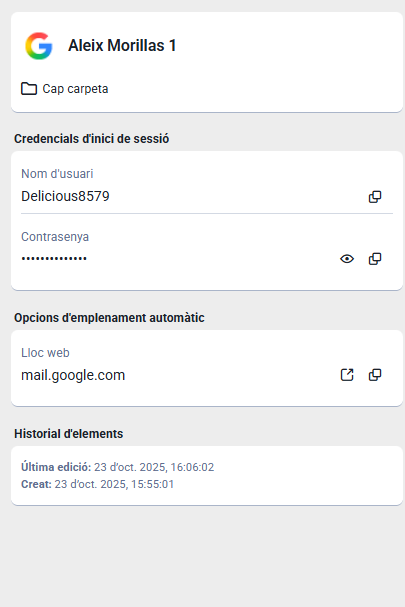 Aleix Morillas 1
Cap carpeta
Credencials d'inici de sessió
Nom d'usuari
Delicious8579
Contrasenya
••••••••••••••
Opcions d'emplenament automàtic
Lloc web
mail.google.com
Historial d'elements
Última edició: 23 d’oct. 2025, 16:06:02
Creat: 23 d’oct. 2025, 15:55:01